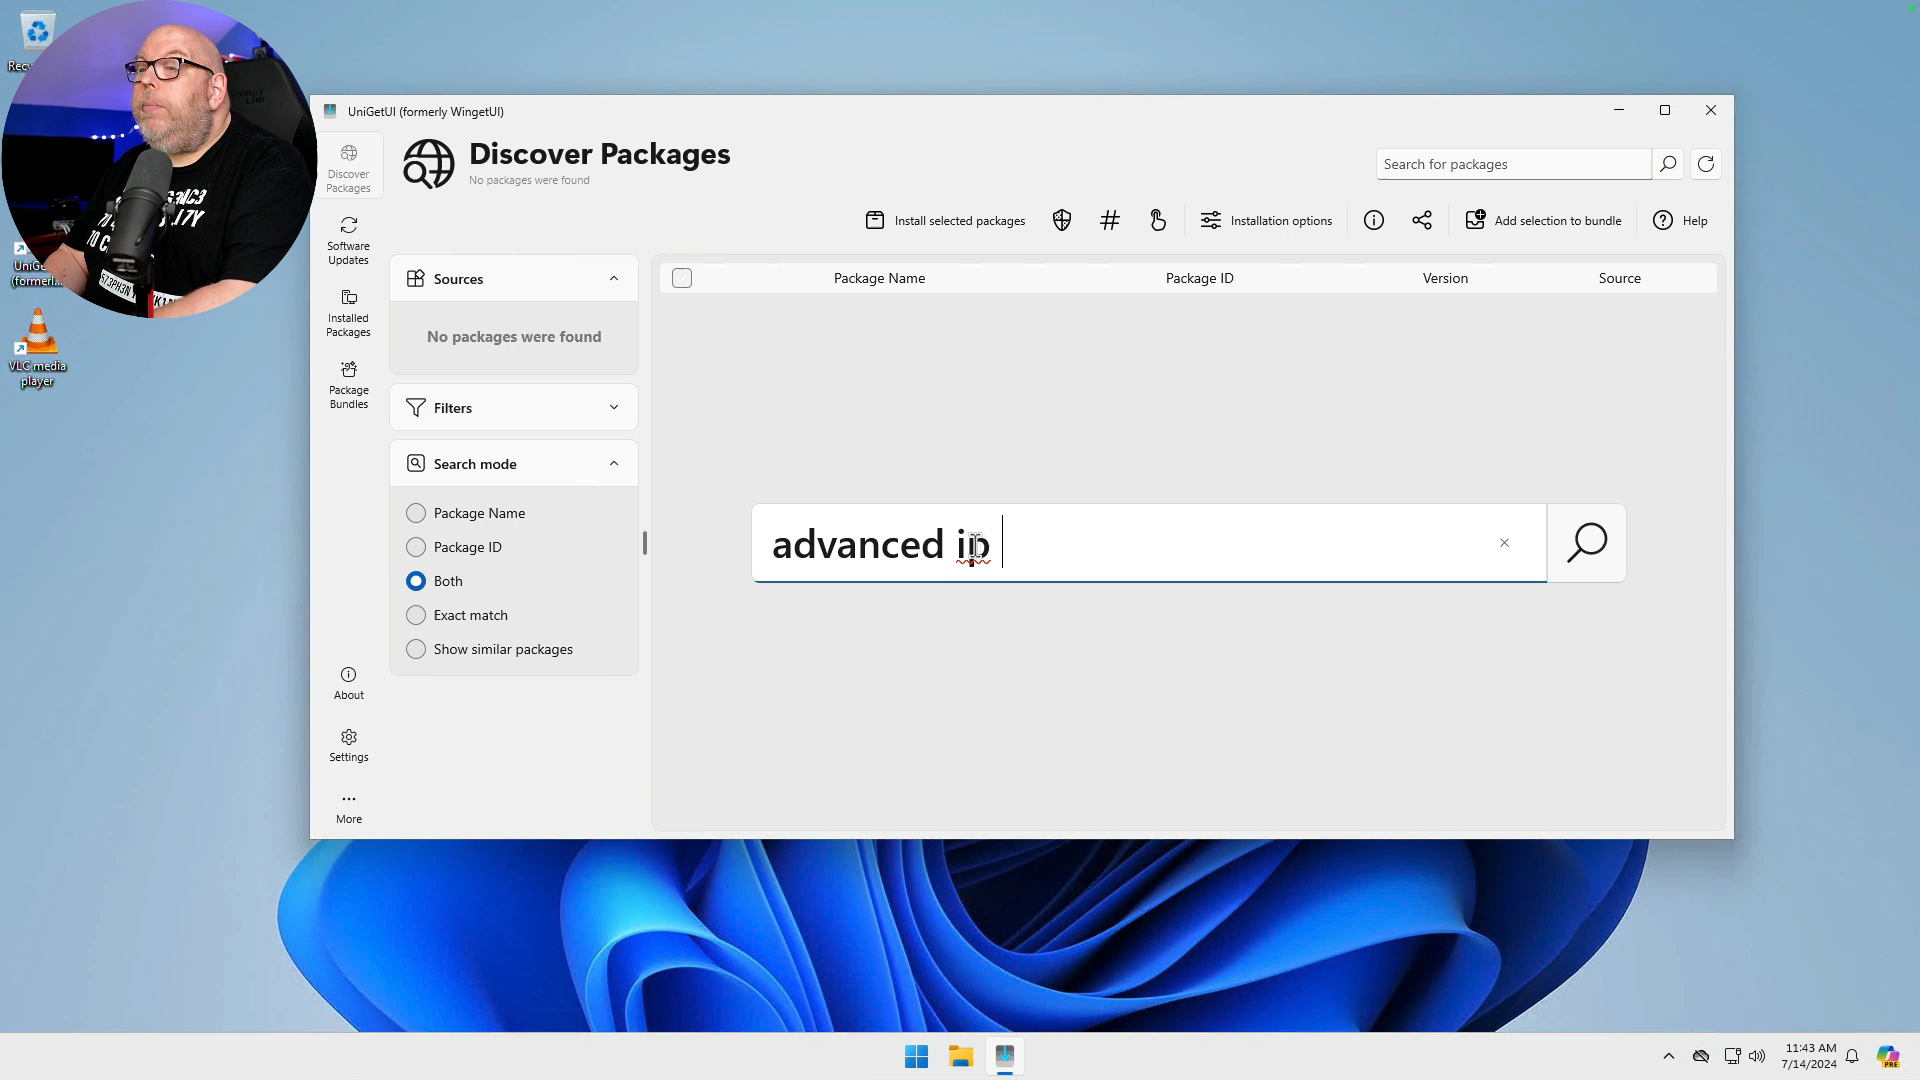 UniGetUI (formerly WingetUI)
Discover Packages
No packages were found
Search for packages
Install selected packages
Installation options
Add selection to bundle
Help
Discover
Packages
Software
Updates
Installed
Packages
Package
Bundles
About
Settings
More
Sources
No packages were found
Filters
Search mode
Package Name
Package ID
Both
Exact match
Show similar packages
Package Name
Package ID
Version
Source
advanced ip
(formerl...
VLC media
player
11:43 AM
7/14/2024
PRE